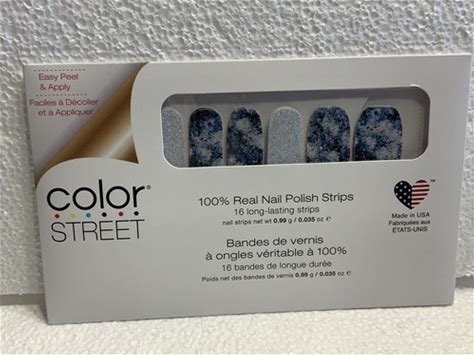 Easy Peel
& Apply
Faciles à Décoller
et à Appliquer
color®
STREET
100% Real Nail Polish Strips
16 long-lasting strips
nail strips net wt 0.99 g / 0.035 oz ℮
Bandes de vernis
à ongles véritable à 100%
16 bandes de longue durée
Poids net des bandes de vernis 0.99 g / 0.035 oz ℮
Made in USA
Fabriquées aux
ÉTATS-UNIS